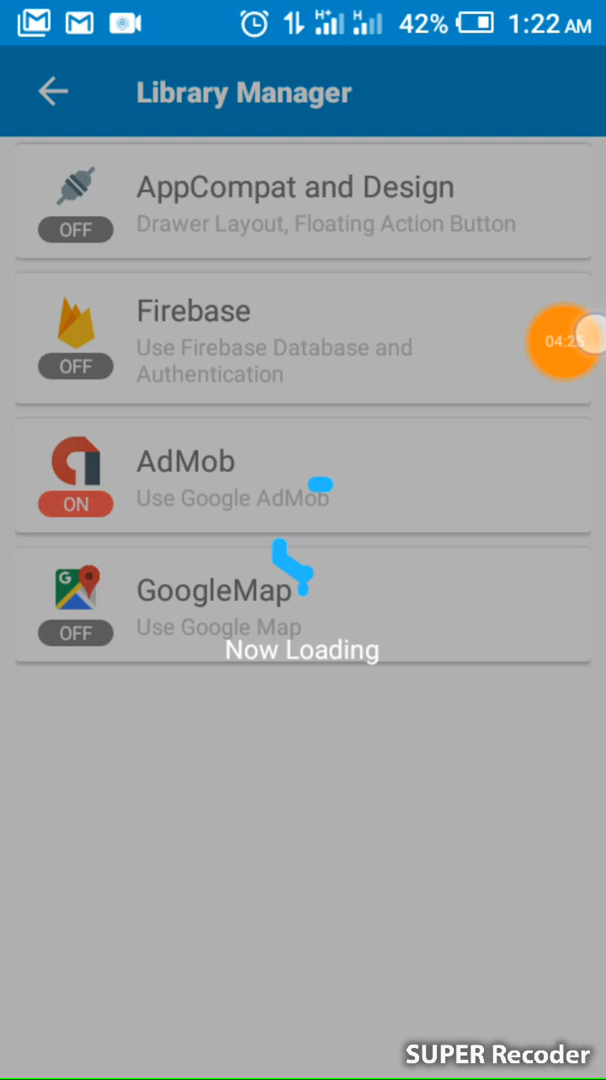 42% 1:22 AM
Library Manager
AppCompat and Design
OFF
Drawer Layout, Floating Action Button
Firebase
Use Firebase Database and
Authentication
OFF
04:25
AdMob
Use Google AdMob
ON
GoogleMap
Use Google Map
OFF
Now Loading
SUPER Recoder